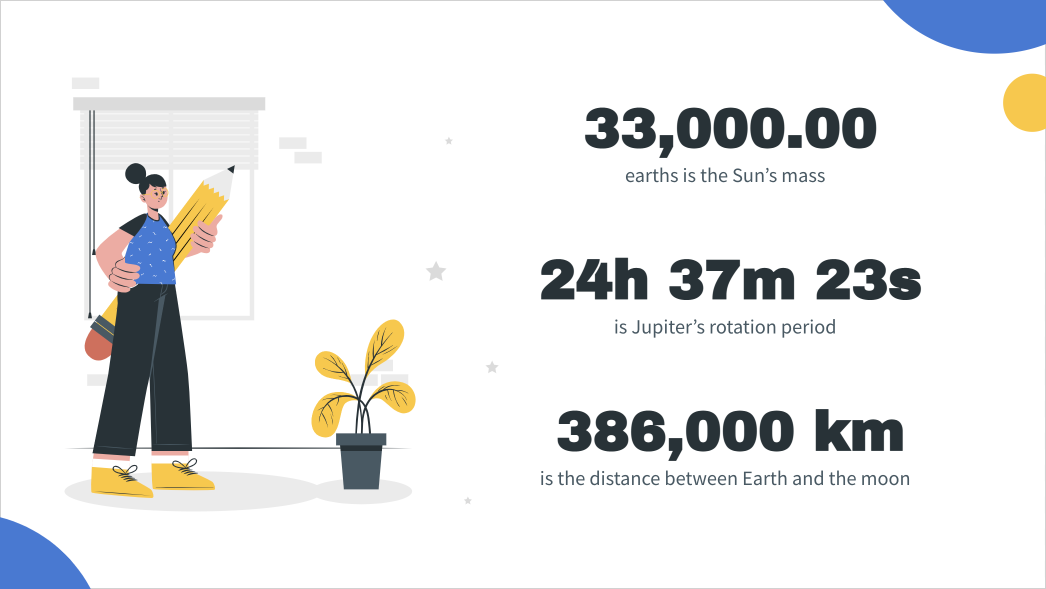 33,000.00
earths is the Sun’s mass
24h 37m 23s
is Jupiter’s rotation period
386,000 km
is the distance between Earth and the moon